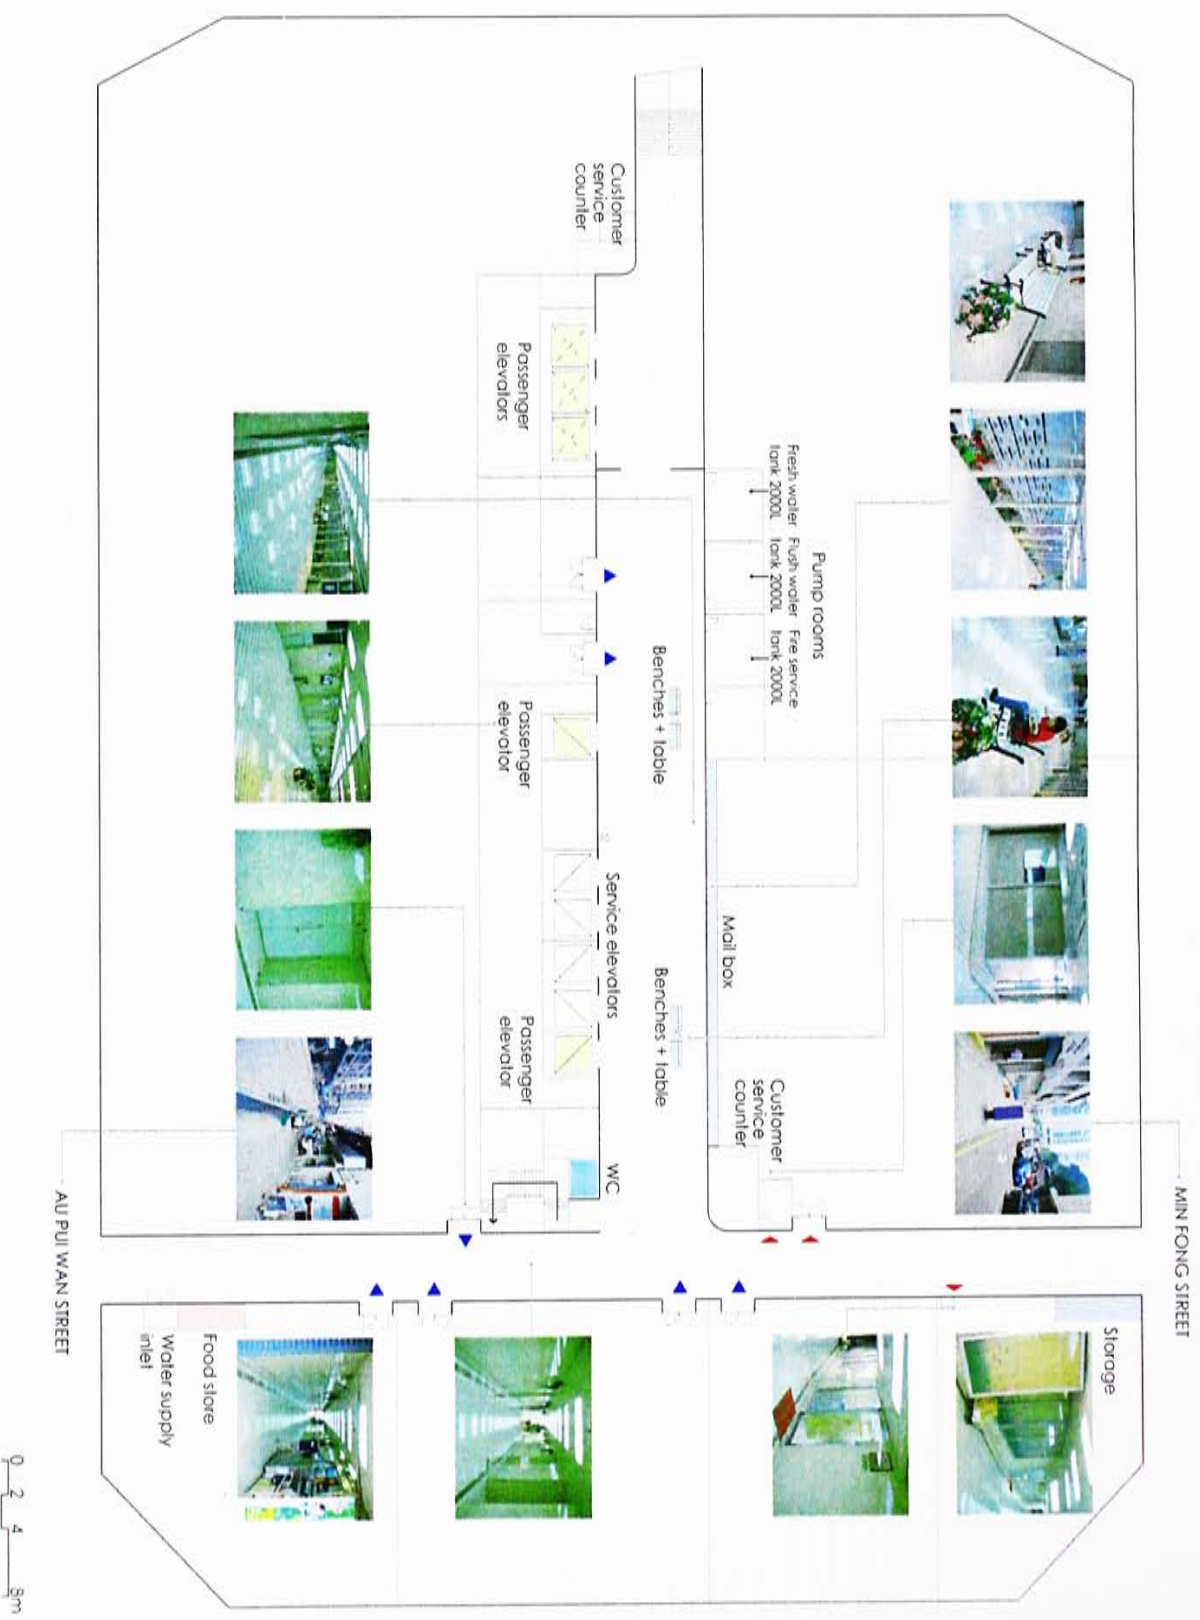 MIN FONG STREET
Storage
Pump rooms
Fresh water
tank 2000L
Flush water
tank 2000L
Fire service
tank 2000L
Mail box
Customer
service
counter
Benches + table
Benches + table
Customer
service
counter
Service elevators
WC
Passenger
elevators
Passenger
elevator
Passenger
elevator
Food store
Water supply
inlet
AU PUI WAN STREET
0 2 4 8m